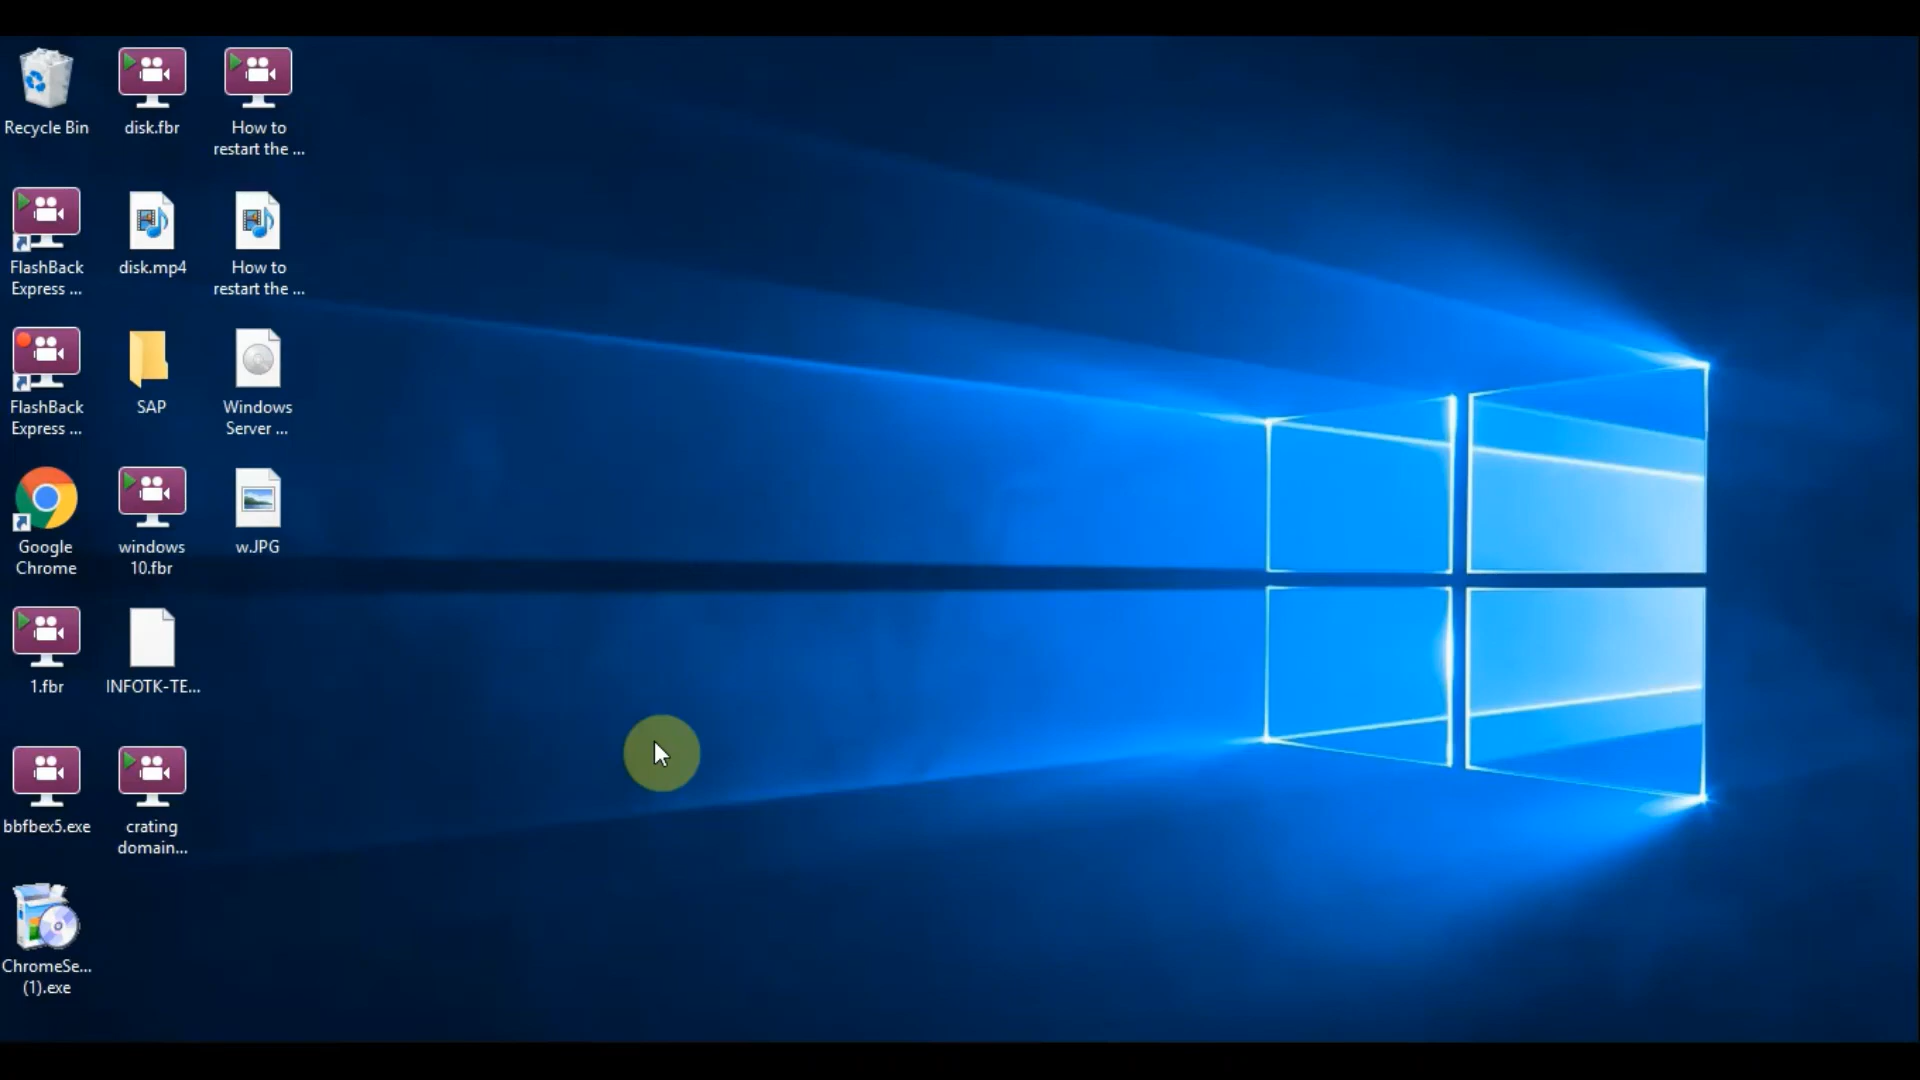 Recycle Bin
disk.fbr
How to
restart the ...
FlashBack
Express ...
disk.mp4
How to
restart the ...
FlashBack
Express ...
SAP
Windows
Server ...
Google
Chrome
windows
10.fbr
w.JPG
1.fbr
INFOTK-TE...
bbfbex5.exe
crating
domain...
ChromeSe...
(1).exe